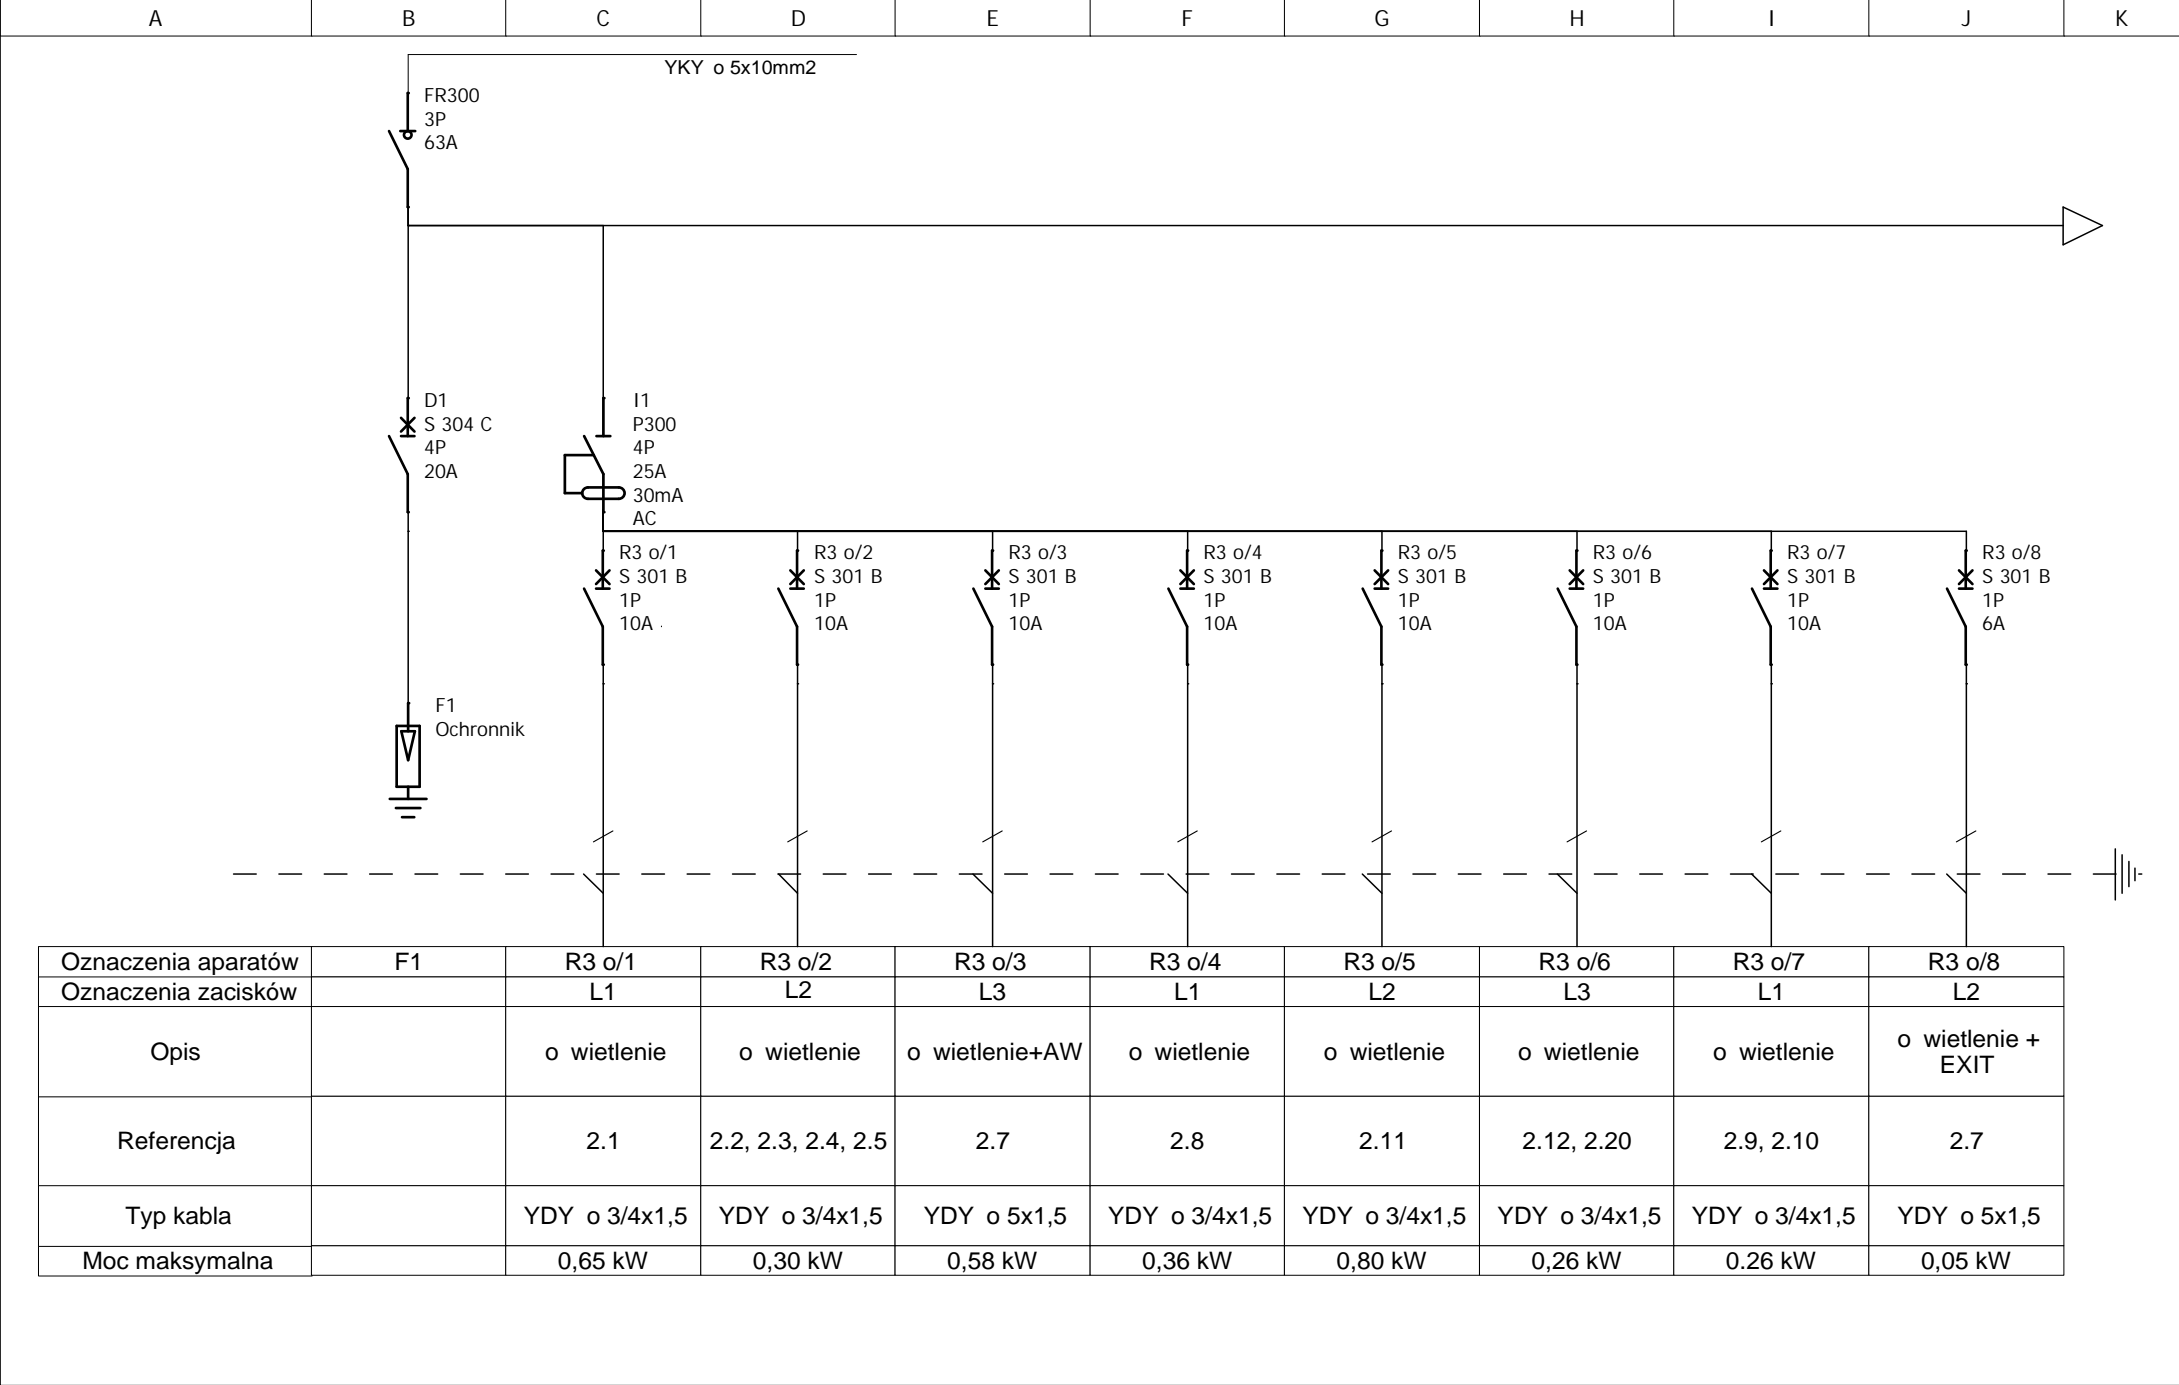 A B C D E F G H I J K
YKY o 5x10mm2
FR300
3P
63A
D1
S 304 C
4P
20A
I1
P300
4P
25A
30mA
AC
R3 o/1
S 301 B
1P
10A
R3 o/2
S 301 B
1P
10A
R3 o/3
S 301 B
1P
10A
R3 o/4
S 301 B
1P
10A
R3 o/5
S 301 B
1P
10A
R3 o/6
S 301 B
1P
10A
R3 o/7
S 301 B
1P
10A
R3 o/8
S 301 B
1P
6A
F1
Ochronnik
Oznaczenia aparatów F1 R3 o/1 R3 o/2 R3 o/3 R3 o/4 R3 o/5 R3 o/6 R3 o/7 R3 o/8
Oznaczenia zacisków L1 L2 L3 L1 L2 L3 L1 L2
Opis o wietlenie o wietlenie o wietlenie+AW o wietlenie o wietlenie o wietlenie o wietlenie o wietlenie +
EXIT
Referencja 2.1 2.2, 2.3, 2.4, 2.5 2.7 2.8 2.11 2.12, 2.20 2.9, 2.10 2.7
Typ kabla YDY o 3/4x1,5 YDY o 3/4x1,5 YDY o 5x1,5 YDY o 3/4x1,5 YDY o 3/4x1,5 YDY o 3/4x1,5 YDY o 3/4x1,5 YDY o 5x1,5
Moc maksymalna 0,65 kW 0,30 kW 0,58 kW 0,36 kW 0,80 kW 0,26 kW 0.26 kW 0,05 kW